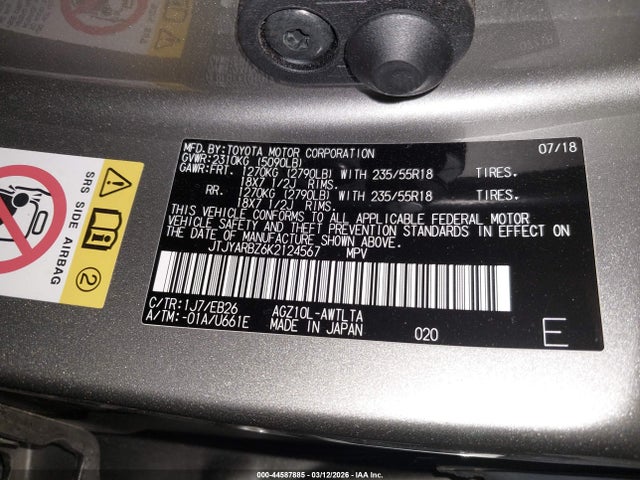 MFD.BY:TOYOTA MOTOR CORPORATION 07/18
GVWR:2310KG (5090LB)
GAWR:FRT. 1270KG (2790LB) WITH 235/55R18 TIRES.
18X7 1/2J RIMS.
RR. 1270KG (2790LB) WITH 235/55R18 TIRES.
18X7 1/2J RIMS.
THIS VEHICLE CONFORMS TO ALL APPLICABLE FEDERAL MOTOR
VEHICLE SAFETY AND THEFT PREVENTION STANDARDS IN EFFECT ON
THE DATE OF MANUFACTURE SHOWN ABOVE.
JTJYARBZ6K2124567 MPV
C/TR:1J7/EB26 AGZ10L-AWTLTA
A/TM:-01A/U661E MADE IN JAPAN 020 E
SRS SIDE AIRBAG
2
000-44587885 - 03/12/2026 - IAA Inc.